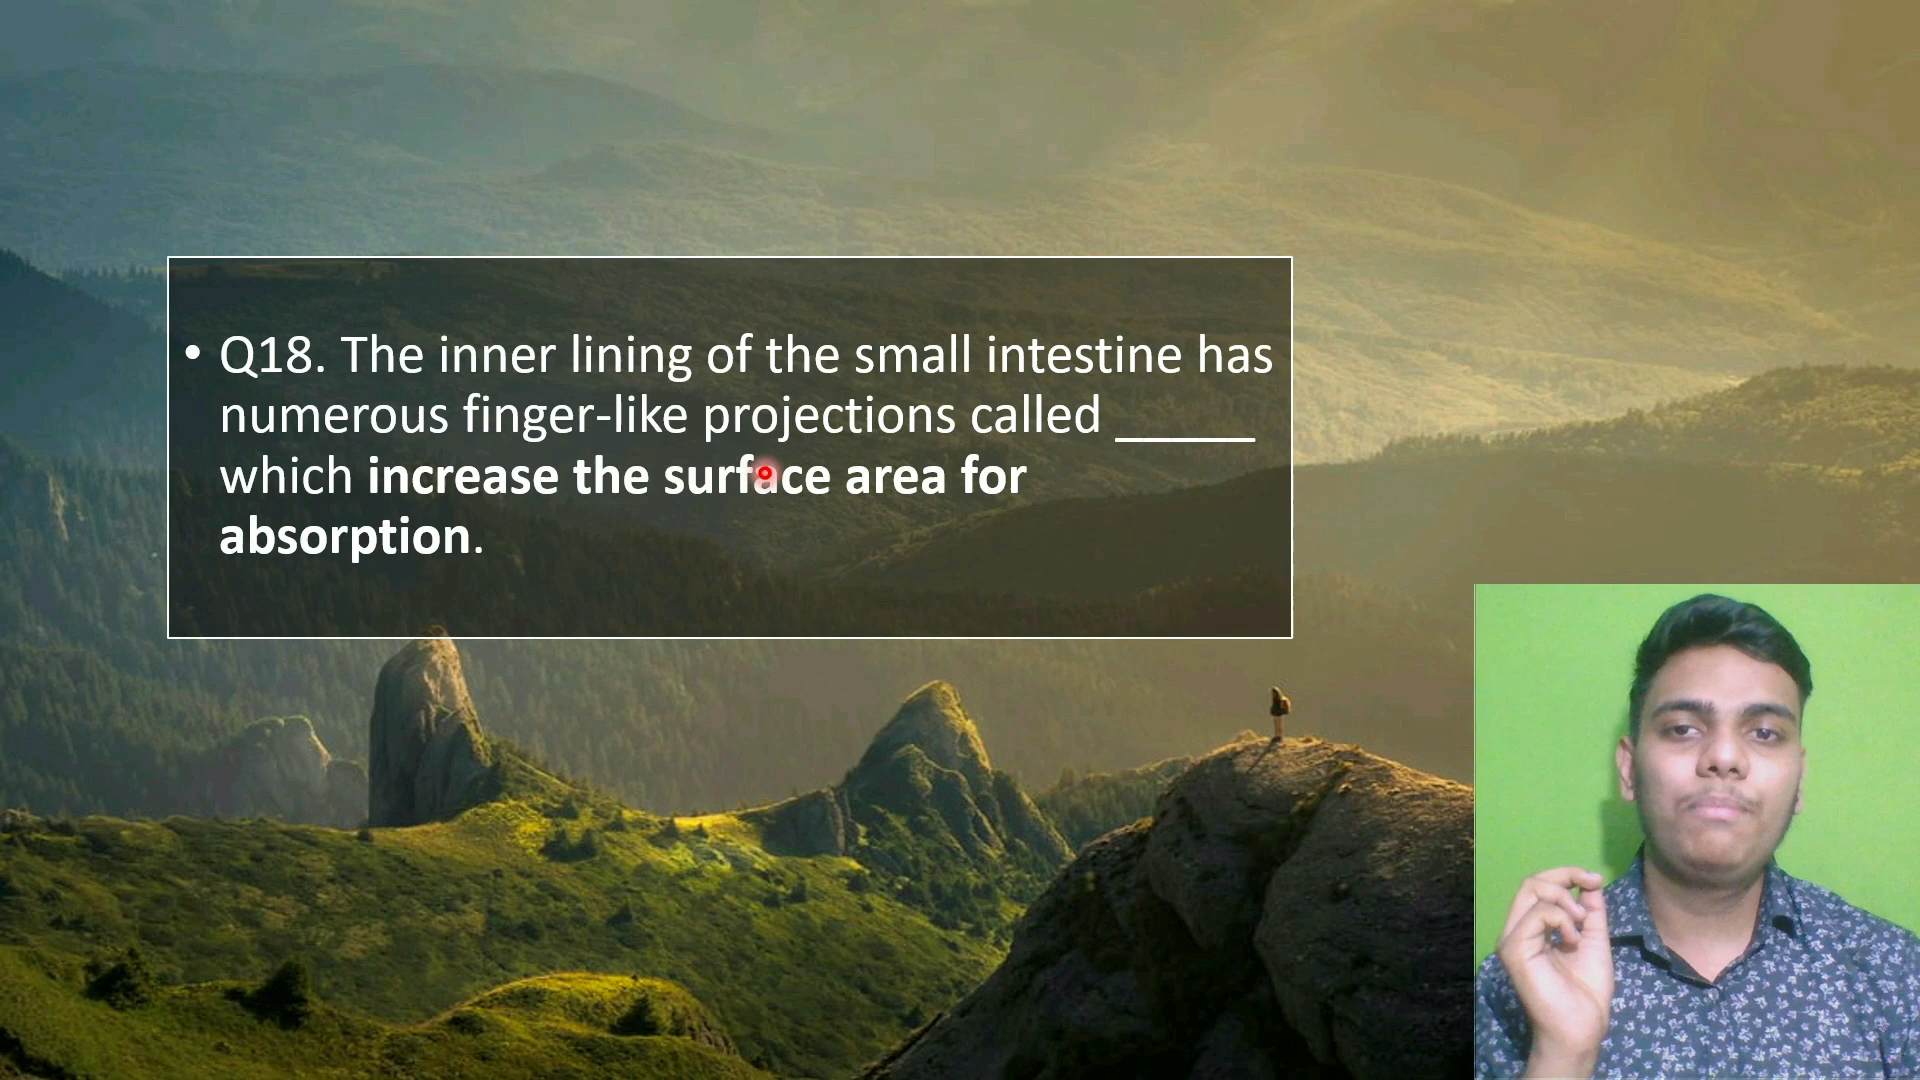 • Q18. The inner lining of the small intestine has
numerous finger-like projections called ______
which increase the surface area for
absorption.